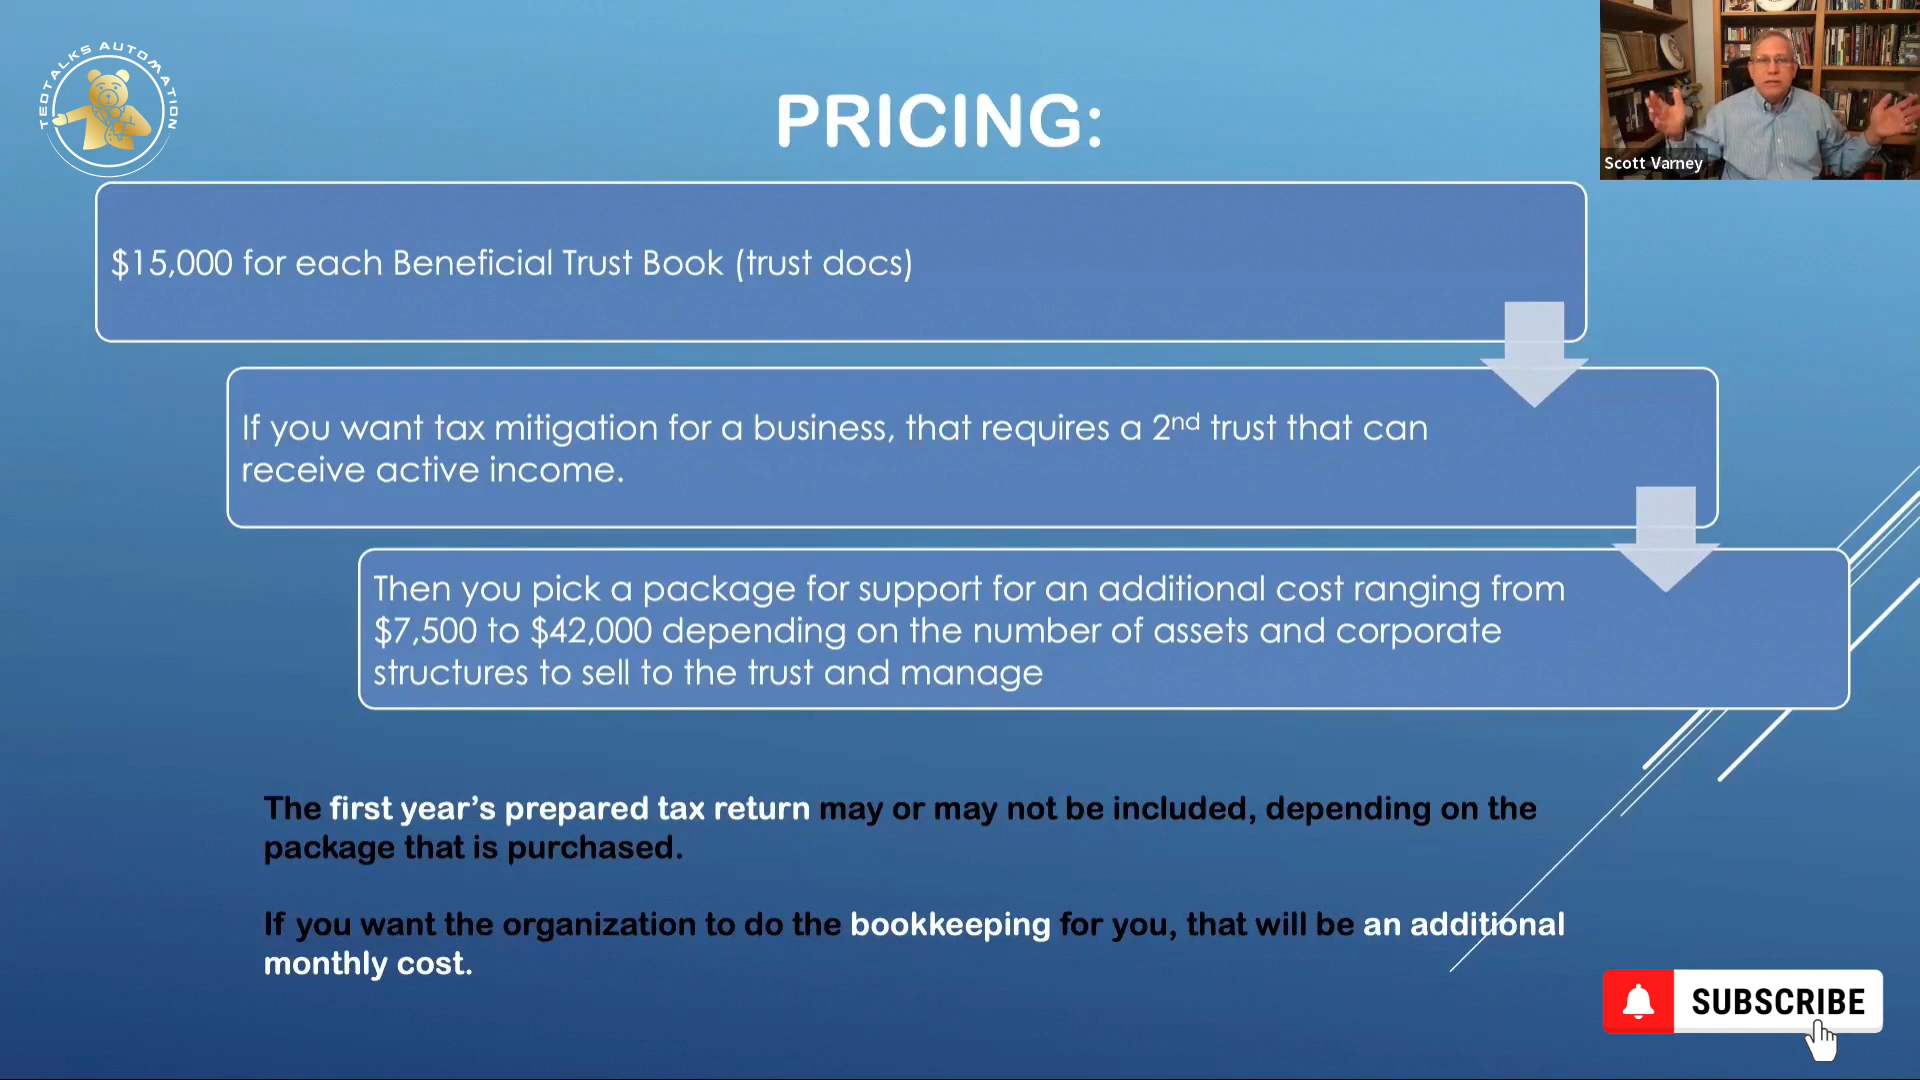 TEDTALKS AUTOMATION
PRICING:
Scott Varney
$15,000 for each Beneficial Trust Book (trust docs)
If you want tax mitigation for a business, that requires a 2nd trust that can
receive active income.
Then you pick a package for support for an additional cost ranging from
$7,500 to $42,000 depending on the number of assets and corporate
structures to sell to the trust and manage
The first year’s prepared tax return may or may not be included, depending on the
package that is purchased.
If you want the organization to do the bookkeeping for you, that will be an additional
monthly cost.
SUBSCRIBE